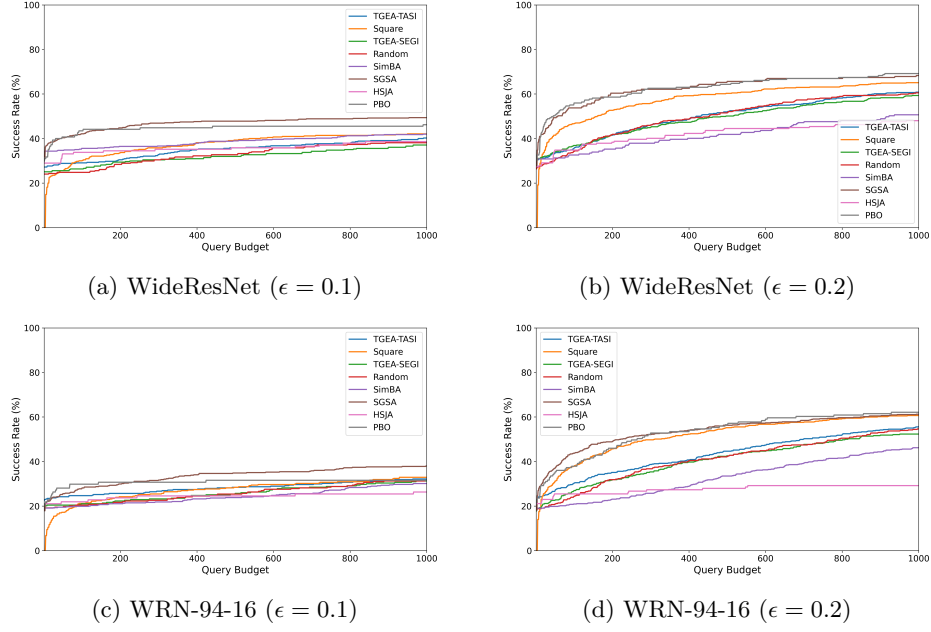 100
80
60
40
20
0
Success Rate (%)
TGEA-TASI
Square
TGEA-SEGI
Random
SimBA
SGSA
HSJA
PBO
200 400 600 800 1000
Query Budget
(a) WideResNet (ϵ = 0.1)
100
80
60
40
20
0
Success Rate (%)
TGEA-TASI
Square
TGEA-SEGI
Random
SimBA
SGSA
HSJA
PBO
200 400 600 800 1000
Query Budget
(b) WideResNet (ϵ = 0.2)
100
80
60
40
20
0
Success Rate (%)
TGEA-TASI
Square
TGEA-SEGI
Random
SimBA
SGSA
HSJA
PBO
200 400 600 800 1000
Query Budget
(c) WRN-94-16 (ϵ = 0.1)
100
80
60
40
20
0
Success Rate (%)
TGEA-TASI
Square
TGEA-SEGI
Random
SimBA
SGSA
HSJA
PBO
200 400 600 800 1000
Query Budget
(d) WRN-94-16 (ϵ = 0.2)